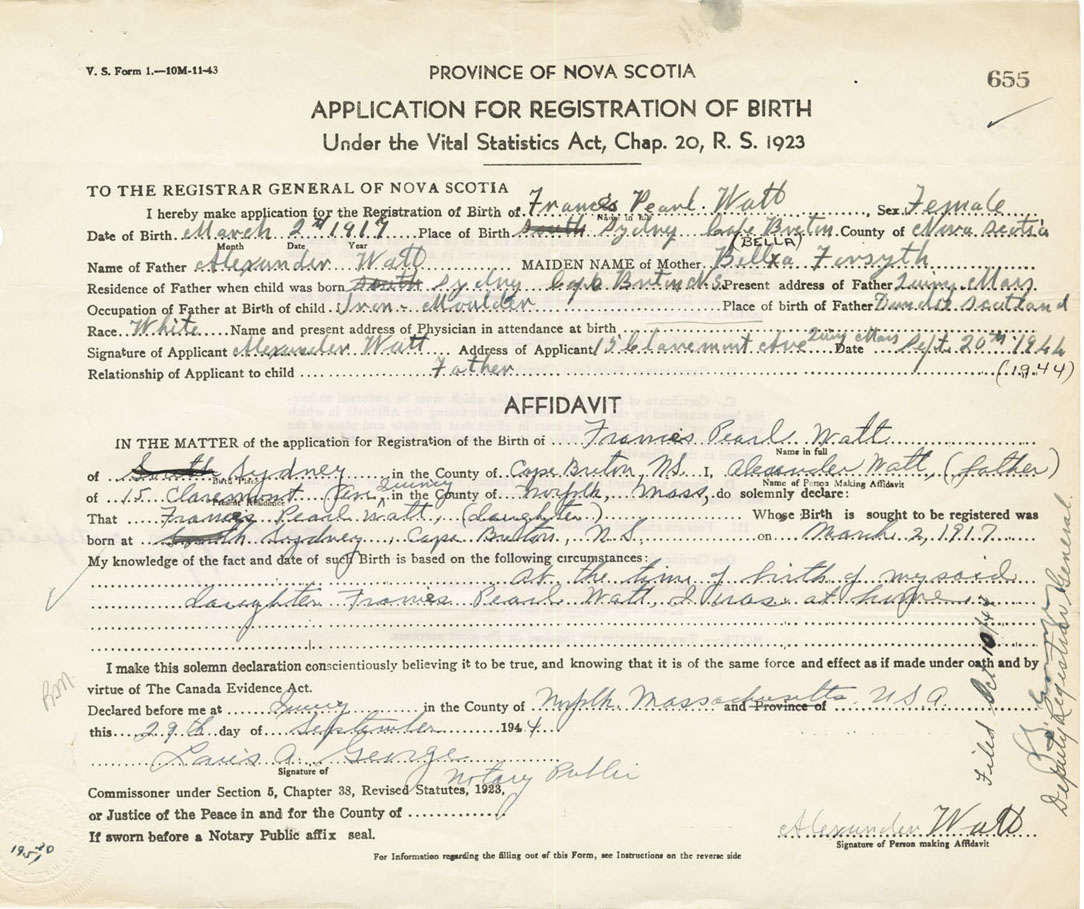 V. S. Form 1.—10M-11-43
PROVINCE OF NOVA SCOTIA
655
APPLICATION FOR REGISTRATION OF BIRTH
Under the Vital Statistics Act, Chap. 20, R. S. 1923
TO THE REGISTRAR GENERAL OF NOVA SCOTIA
I hereby make application for the Registration of Birth of Frances Pearl Watt, Sex Female
Name in full
Date of Birth March 2nd 1917 Place of Birth South Sydney Cape Breton County of Nova Scotia
Month Date Year
(BELLA)
Name of Father Alexander Watt MAIDEN NAME of Mother Bellxa Forsyth
Residence of Father when child was born South Sydney Cape Breton N.S. Present address of Father Quincy Mass
Occupation of Father at Birth of child Iron-Moulder Place of birth of Father Dundee Scotland
Race White Name and present address of Physician in attendance at birth
Signature of Applicant Alexander Watt Address of Applicant 15 Claremont Ave Quincy Mass Date Sept. 20th 1944
Relationship of Applicant to child Father (1944)
AFFIDAVIT
IN THE MATTER of the application for Registration of the Birth of Frances Pearl Watt
Name in full
of South Sydney in the County of Cape Breton, N.S. I, Alexander Watt, (father)
Birth Place Name of Person Making Affidavit
of 15 Claremont Quincy, in the County of Norfolk, Mass, do solemnly declare:
Present Residence
That Frances Pearl Watt, (daughter) Whose Birth is sought to be registered was
born at South Sydney, Cape Breton, N.S. on March 2, 1917.
My knowledge of the fact and date of such Birth is based on the following circumstances:
At the time of birth of my said
daughter Frances Pearl Watt, I was at home.
I make this solemn declaration conscientiously believing it to be true, and knowing that it is of the same force and effect as if made under oath and by
virtue of The Canada Evidence Act.
Declared before me at Quincy in the County of Norfolk Massachusetts and Province of U.S.A.
this 29th day of September 1944
Louis A. George
Signature of
Notary Public
Commissoner under Section 5, Chapter 38, Revised Statutes, 1923,
or Justice of the Peace in and for the County of
If sworn before a Notary Public affix seal.
Alexander Watt
Signature of Person making Affidavit
For Information regarding the filling out of this Form, see Instructions on the reverse side
Filed Oct 10/44
Deputy Registrar General.